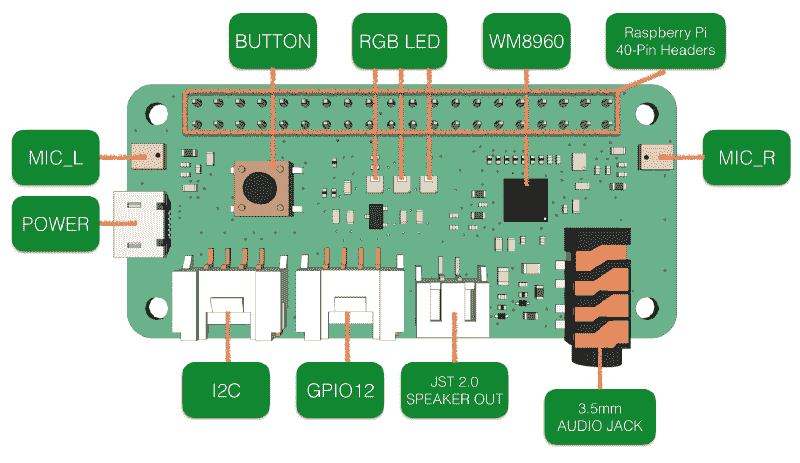 BUTTON
RGB LED
WM8960
Raspberry Pi
40-Pin Headers
MIC_L
MIC_R
POWER
I2C
GPIO12
JST 2.0
SPEAKER OUT
3.5mm
AUDIO JACK